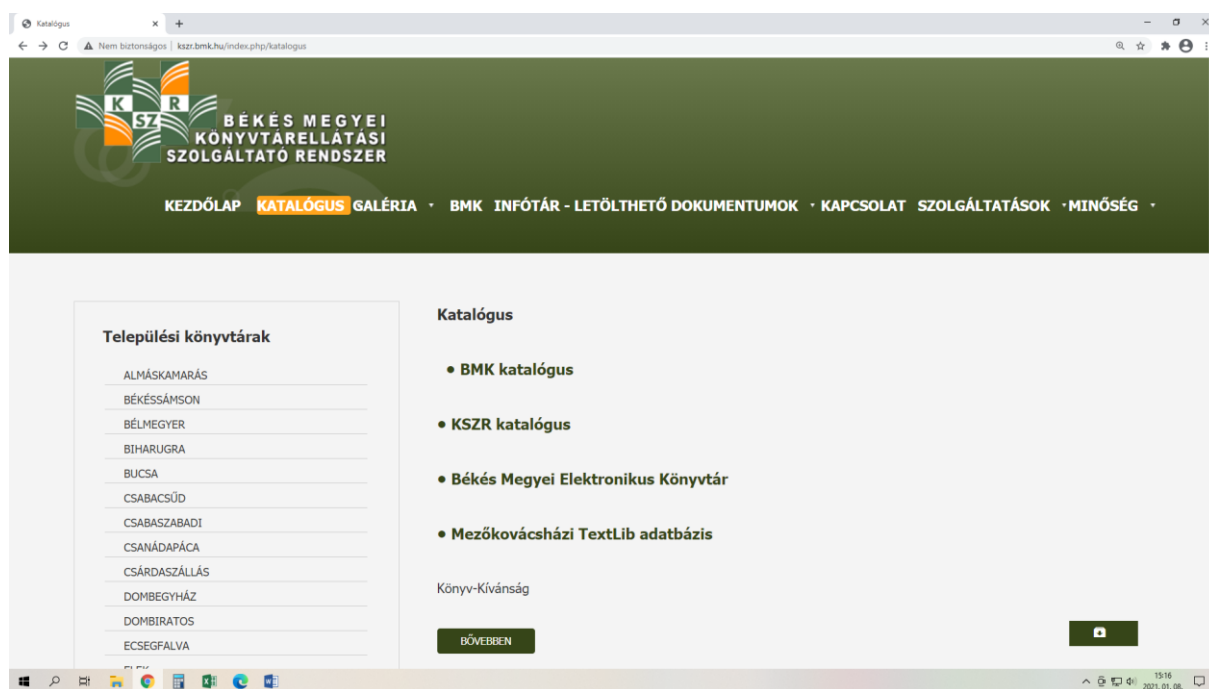 Katalógus
Nem biztonságos | kszr.bmk.hu/index.php/katalogus
K R
SZ
BÉKÉS MEGYEI
KÖNYVTÁRELLÁTÁSI
SZOLGÁLTATÓ RENDSZER
KEZDŐLAP KATALÓGUS GALÉRIA BMK INFÓTÁR - LETÖLTHETŐ DOKUMENTUMOK KAPCSOLAT SZOLGÁLTATÁSOK MINŐSÉG
Települési könyvtárak
ALMÁSKAMARÁS
BÉKÉSSÁMSON
BÉLMEGYER
BIHARUGRA
BUCSA
CSABACSŰD
CSABASZABADI
CSANÁDAPÁCA
CSÁRDASZÁLLÁS
DOMBEGYHÁZ
DOMBIRATOS
ECSEGFALVA
Katalógus
• BMK katalógus
• KSZR katalógus
• Békés Megyei Elektronikus Könyvtár
• Mezőkovácsházi TextLib adatbázis
Könyv-Kívánság
BŐVEBBEN
15:16
2021. 01. 08.